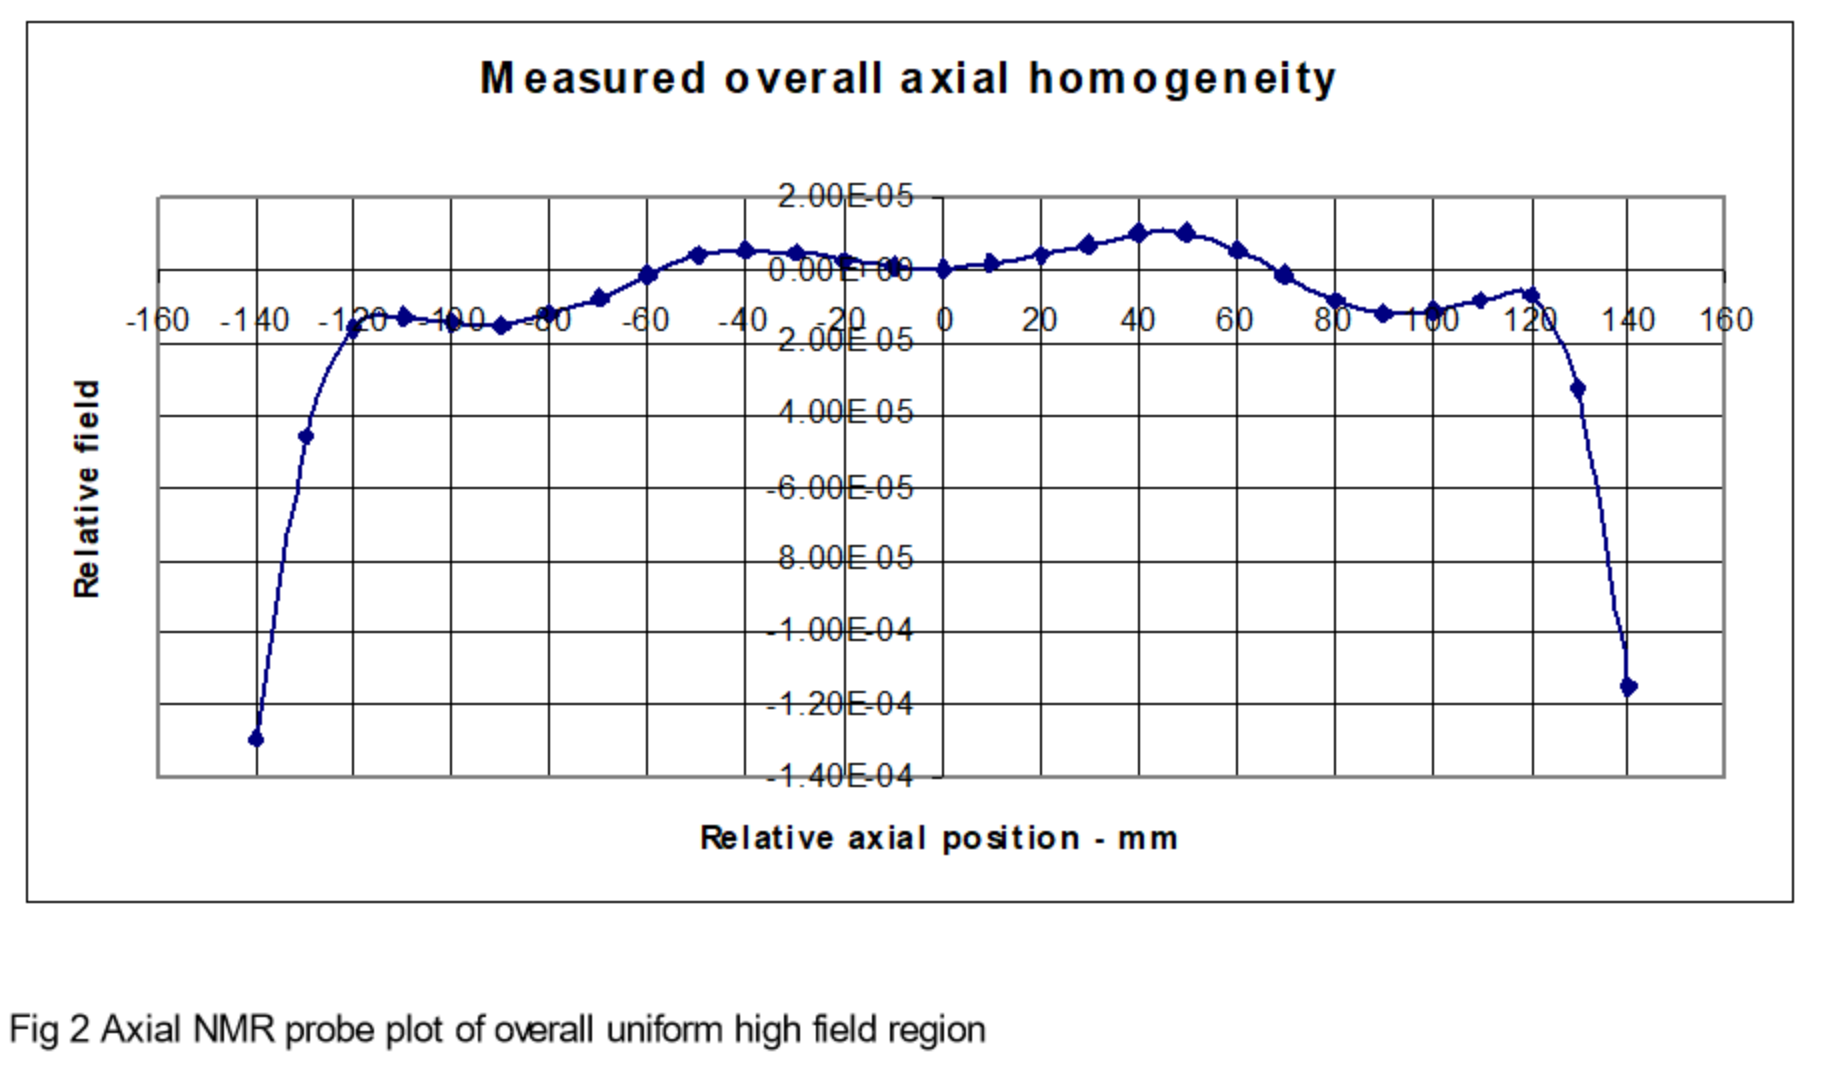 Measured overall axial homogeneity
2.00E-05
0.00E+00
-160 -140 -120 -100 -80 -60 -40 -20 0 20 40 60 80 100 120 140 160
-2.00E-05
-4.00E-05
-6.00E-05
-8.00E-05
-1.00E-04
-1.20E-04
-1.40E-04
Relative field
Relative axial position - mm
Fig 2 Axial NMR probe plot of overall uniform high field region